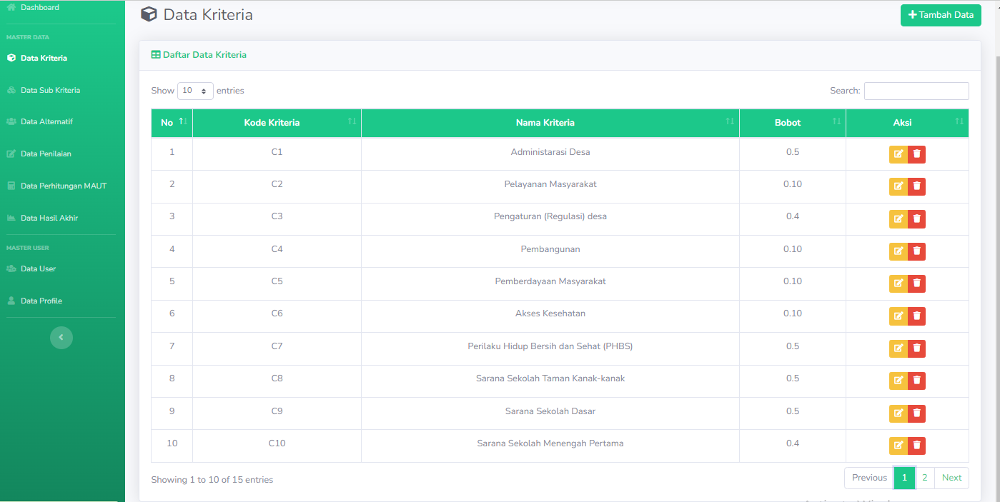 Dashboard
MASTER DATA
Data Kriteria
Data Sub Kriteria
Data Alternatif
Data Penilaian
Data Perhitungan MAUT
Data Hasil Akhir
MASTER USER
Data User
Data Profile
Data Kriteria
Tambah Data
Daftar Data Kriteria
Show 10 entries
Search:
No Kode Kriteria Nama Kriteria Bobot Aksi
1 C1 Administarasi Desa 0.5
2 C2 Pelayanan Masyarakat 0.10
3 C3 Pengaturan (Regulasi) desa 0.4
4 C4 Pembangunan 0.10
5 C5 Pemberdayaan Masyarakat 0.10
6 C6 Akses Kesehatan 0.10
7 C7 Perilaku Hidup Bersih dan Sehat (PHBS) 0.5
8 C8 Sarana Sekolah Taman Kanak-kanak 0.5
9 C9 Sarana Sekolah Dasar 0.5
10 C10 Sarana Sekolah Menengah Pertama 0.4
Showing 1 to 10 of 15 entries
Previous 1 2 Next